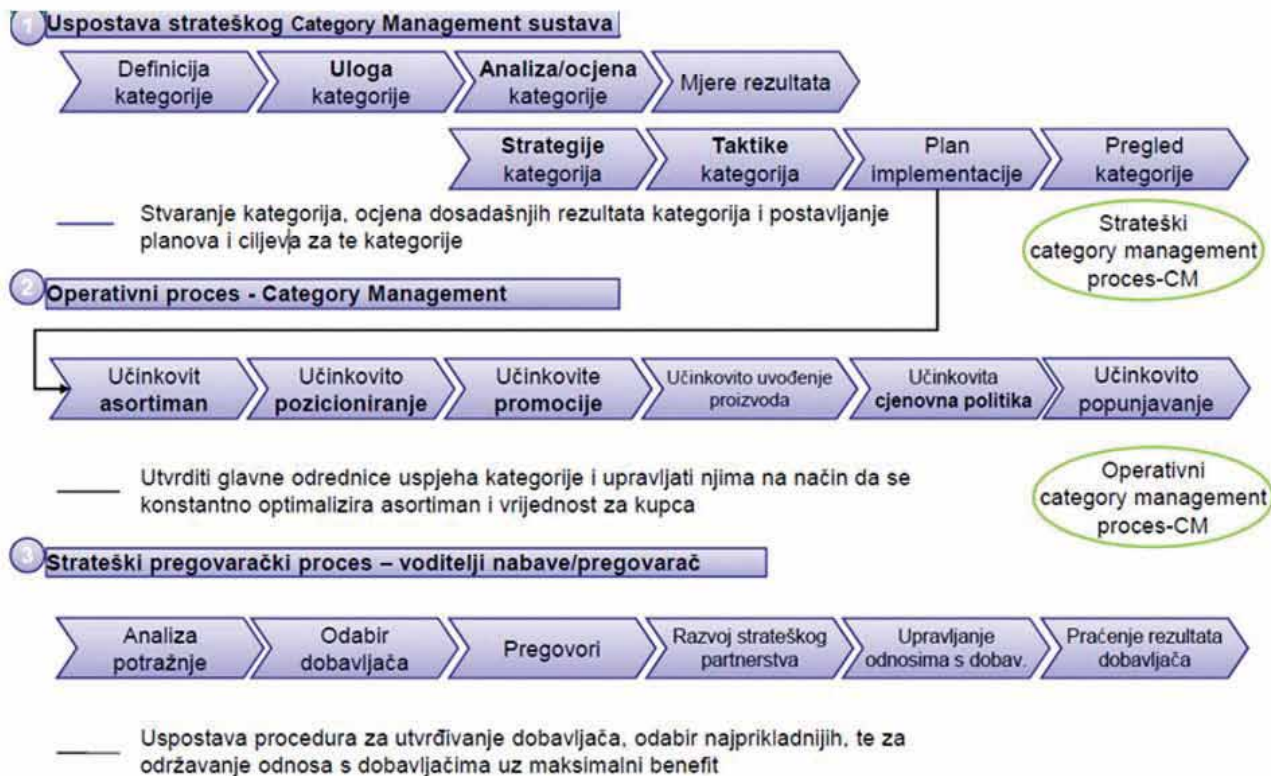 1
Uspostava strateškog Category Management sustava
Definicija
kategorije
Uloga
kategorije
Analiza/ocjena
kategorije
Mjere rezultata
Strategije
kategorija
Taktike
kategorija
Plan
implementacije
Pregled
kategorije
Stvaranje kategorija, ocjena dosadašnjih rezultata kategorija i postavljanje
planova i ciljeva za te kategorije
Strateški
category management
proces-CM
2
Operativni proces - Category Management
Učinkovit
asortiman
Učinkovito
pozicioniranje
Učinkovite
promocije
Učinkovito uvođenje
proizvoda
Učinkovita
cjenovna politika
Učinkovito
popunjavanje
Utvrditi glavne odrednice uspjeha kategorije i upravljati njima na način da se
konstantno optimalizira asortiman i vrijednost za kupca
Operativni
category management
proces-CM
3
Strateški pregovarački proces – voditelji nabave/pregovarač
Analiza
potražnje
Odabir
dobavljača
Pregovori
Razvoj strateškog
partnerstva
Upravljanje
odnosima s dobav.
Praćenje rezultata
dobavljača
Uspostava procedura za utvrđivanje dobavljača, odabir najprikladnijih, te za
održavanje odnosa s dobavljačima uz maksimalni benefit